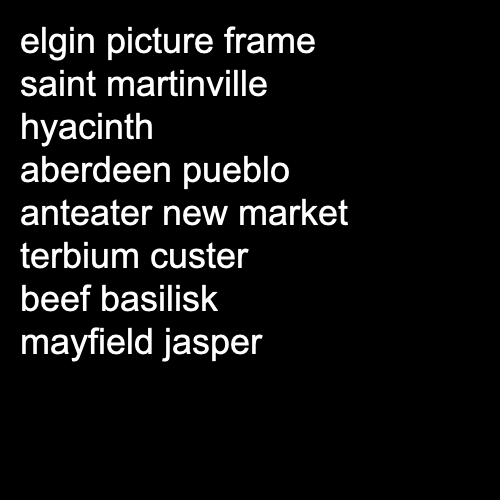 elgin picture frame
saint martinville
hyacinth
aberdeen pueblo
anteater new market
terbium custer
beef basilisk
mayfield jasper